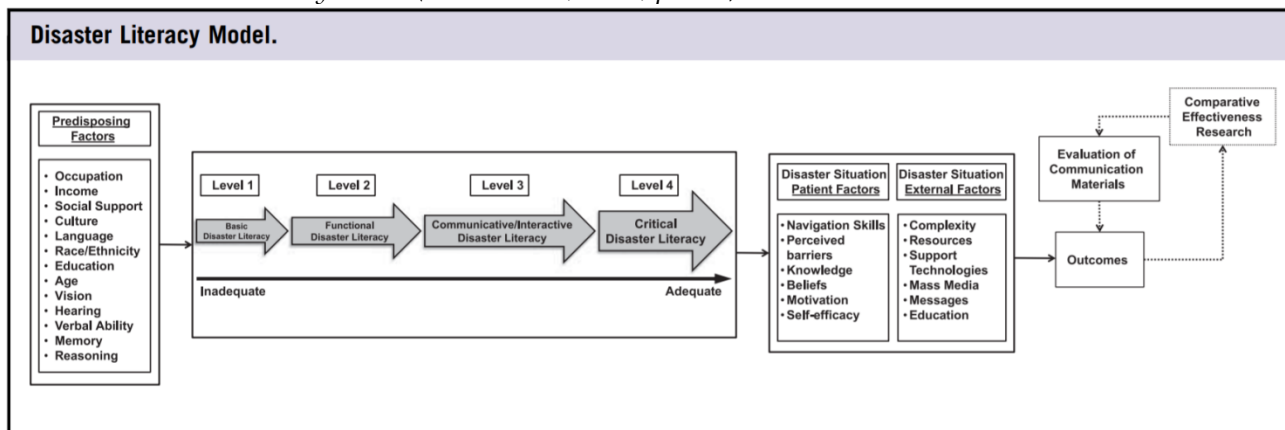 Disaster Literacy Model.
Predisposing
Factors
• Occupation
• Income
• Social Support
• Culture
• Language
• Race/Ethnicity
• Education
• Age
• Vision
• Hearing
• Verbal Ability
• Memory
• Reasoning
Level 1
Level 2
Level 3
Level 4
Basic
Disaster Literacy
Functional
Disaster Literacy
Communicative/Interactive
Disaster Literacy
Critical
Disaster Literacy
Inadequate
Adequate
Disaster Situation
Patient Factors
• Navigation Skills
• Perceived
barriers
• Knowledge
• Beliefs
• Motivation
• Self-efficacy
Disaster Situation
External Factors
• Complexity
• Resources
• Support
Technologies
• Mass Media
• Messages
• Education
Comparative
Effectiveness
Research
Evaluation of
Communication
Materials
Outcomes